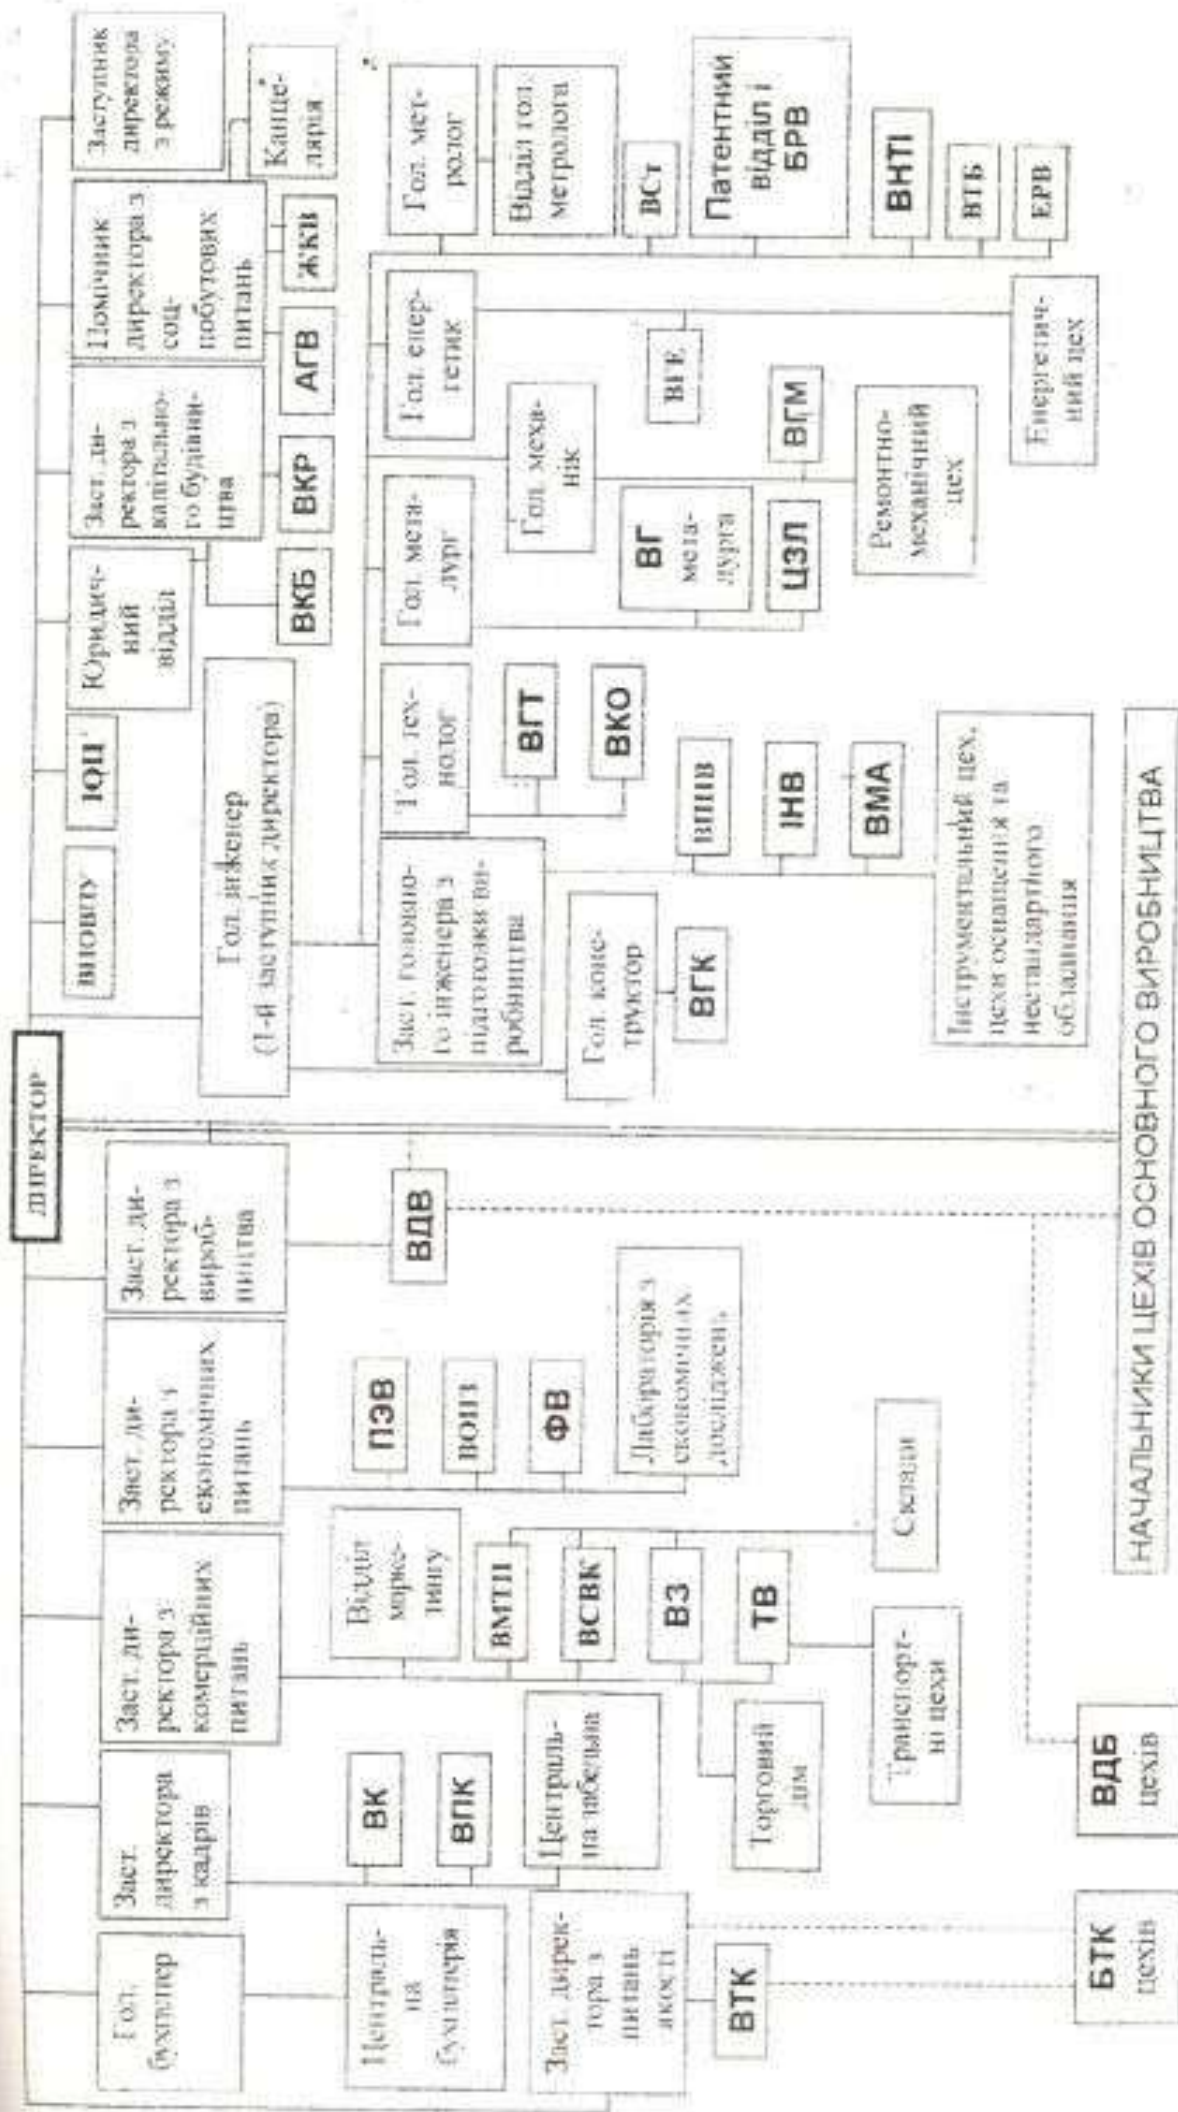 ДИРЕКТОР
Гол.
бухгалтер
Заст.
директора
з кадрів
Заст. ди-
ректора з
комерційних
питань
Заст. ди-
ректора з
економічних
питань
Заст. ди-
ректора з
вироб-
ництва
ВНОВПУ
Юридич-
ний
відділ
Заст. ди-
ректора з
капітально-
го будівни-
цтва
Помічник
директора з
соц-
побутових
питань
Заступник
директора
з режиму
Гол. інженер
(1-й заступник директора)
ВКБ
ВКР
АГВ
ЖКВ
Канце-
лярія
Централь-
на
бухгалтерія
ВК
ВПК
Централь-
на табельна
Відділ
марке-
тингу
ВМТП
ВСВК
ВЗ
ТВ
Торговий
дім
Транспорт-
ні цехи
Склади
ПЭВ
ВОПЗ
ФВ
Лабораторія з
економічних
досліджень
ВДВ
Заст. дирек-
тора з
питань
якості
ВТК
БТК
цехів
ВДБ
цехів
Заст. головно-
го інженера з
підготовки ви-
робництва
Гол. тех-
нолог
Гол. мета-
лург
Гол. меха-
нік
Гол. енер-
гетик
Гол. мет-
ролог
Гол. конс-
труктор
ВГК
ВГТ
ВКО
ВППВ
ІНВ
ВМА
Інструментальний цех,
цехи оснащення та
нестандартного
обладнання
ВГ
мета-
лурга
ЦЗЛ
ВГМ
Ремонтно-
механічний
цех
ВГЕ
Енергетич-
ний цех
Відділ гол.
метролога
ВСт
Патентний
відділ і
БРВ
ВНТІ
ВТБ
ЕРВ
НАЧАЛЬНИКИ ЦЕХІВ ОСНОВНОГО ВИРОБНИЦТВА